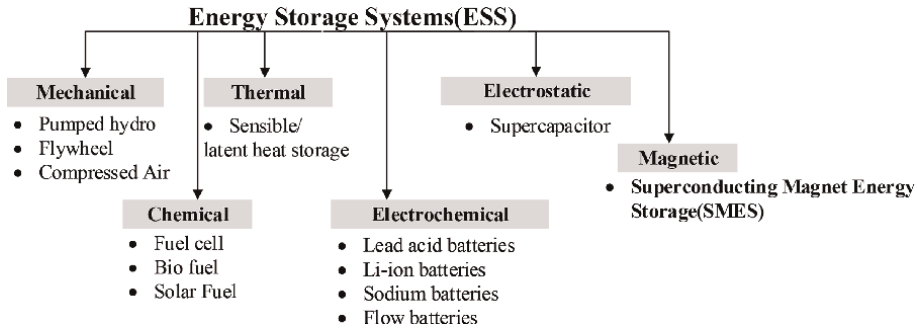 Energy Storage Systems(ESS)
Mechanical
• Pumped hydro
• Flywheel
• Compressed Air
Thermal
• Sensible/
latent heat storage
Electrostatic
• Supercapacitor
Magnetic
• Superconducting Magnet Energy
Storage(SMES)
Chemical
• Fuel cell
• Bio fuel
• Solar Fuel
Electrochemical
• Lead acid batteries
• Li-ion batteries
• Sodium batteries
• Flow batteries